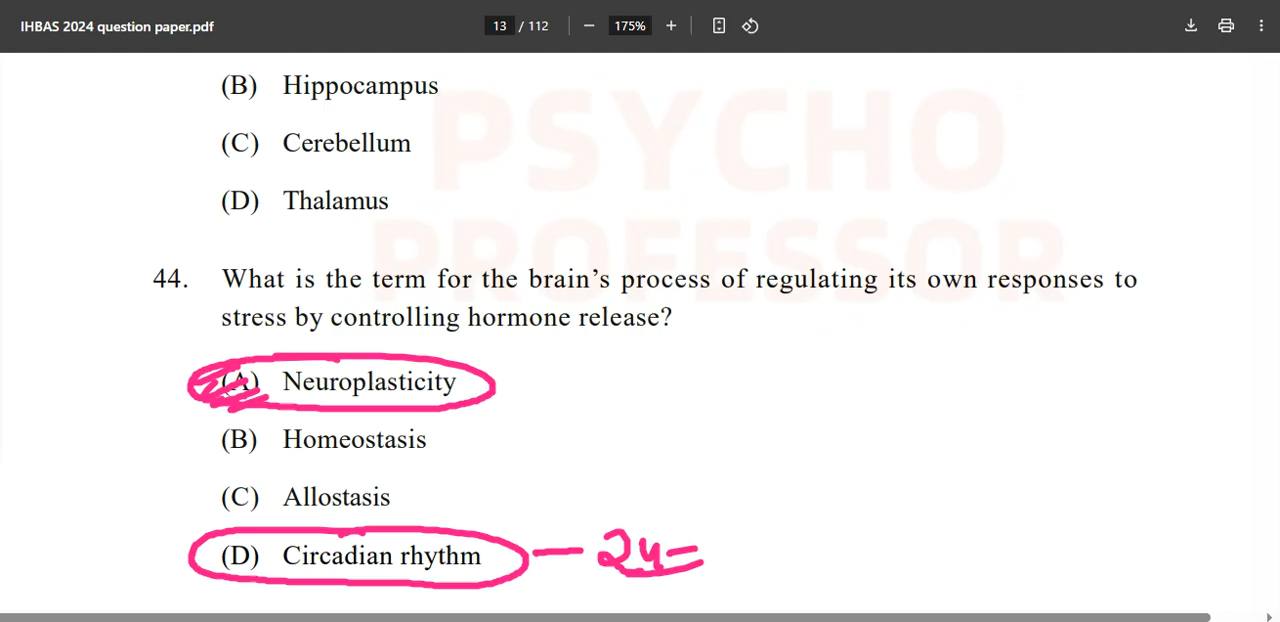 IHBAS 2024 question paper.pdf
13 / 112
175%
(B) Hippocampus
(C) Cerebellum
(D) Thalamus
PSYCHO
PROFESSOR
44. What is the term for the brain’s process of regulating its own responses to
stress by controlling hormone release?
(A) Neuroplasticity
(B) Homeostasis
(C) Allostasis
(D) Circadian rhythm — 24